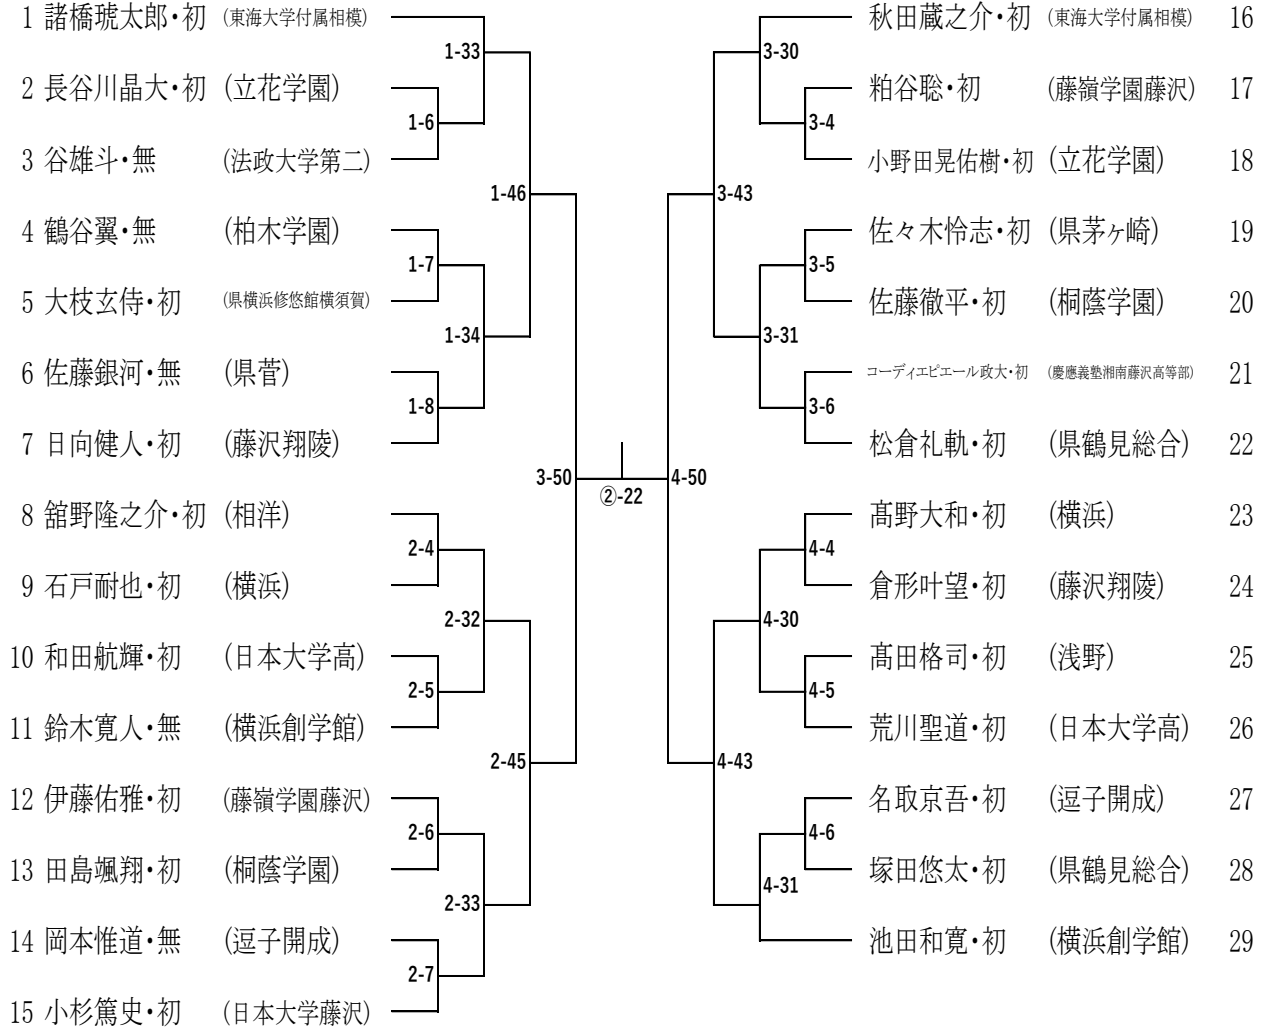 1 諸橋琥太郎・初 (東海大学付属相模)
1-33
2 長谷川晶大・初 (立花学園)
1-6
3 谷雄斗・無 (法政大学第二)
1-46
4 鶴谷翼・無 (柏木学園)
1-7
5 大枝玄侍・初 (県横浜修悠館横須賀)
1-34
6 佐藤銀河・無 (県菅)
1-8
7 日向健人・初 (藤沢翔陵)
3-50
8 舘野隆之介・初 (相洋)
2-4
9 石戸耐也・初 (横浜)
2-32
10 和田航輝・初 (日本大学高)
2-5
11 鈴木寛人・無 (横浜創学館)
2-45
12 伊藤佑雅・初 (藤嶺学園藤沢)
2-6
13 田島颯翔・初 (桐蔭学園)
2-33
14 岡本惟道・無 (逗子開成)
2-7
15 小杉篤史・初 (日本大学藤沢)
②-22
秋田蔵之介・初 (東海大学付属相模) 16
3-30
粕谷聡・初 (藤嶺学園藤沢) 17
3-4
小野田晃佑樹・初 (立花学園) 18
3-43
佐々木怜志・初 (県茅ヶ崎) 19
3-5
佐藤徹平・初 (桐蔭学園) 20
3-31
コーディエピエール政大・初 (慶應義塾湘南藤沢高等部) 21
3-6
松倉礼軌・初 (県鶴見総合) 22
4-50
髙野大和・初 (横浜) 23
4-4
倉形叶望・初 (藤沢翔陵) 24
4-30
髙田格司・初 (浅野) 25
4-5
荒川聖道・初 (日本大学高) 26
4-43
名取京吾・初 (逗子開成) 27
4-6
塚田悠太・初 (県鶴見総合) 28
4-31
池田和寛・初 (横浜創学館) 29